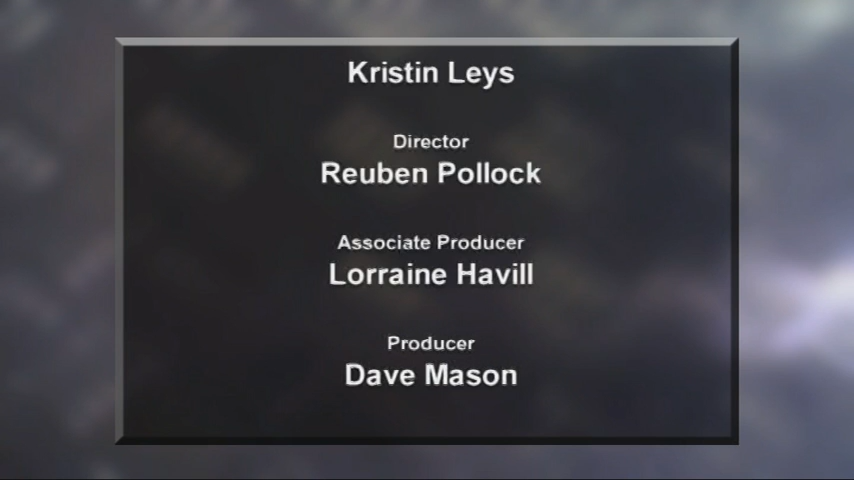 Kristin Leys
Director
Reuben Pollock
Associate Producer
Lorraine Havill
Producer
Dave Mason